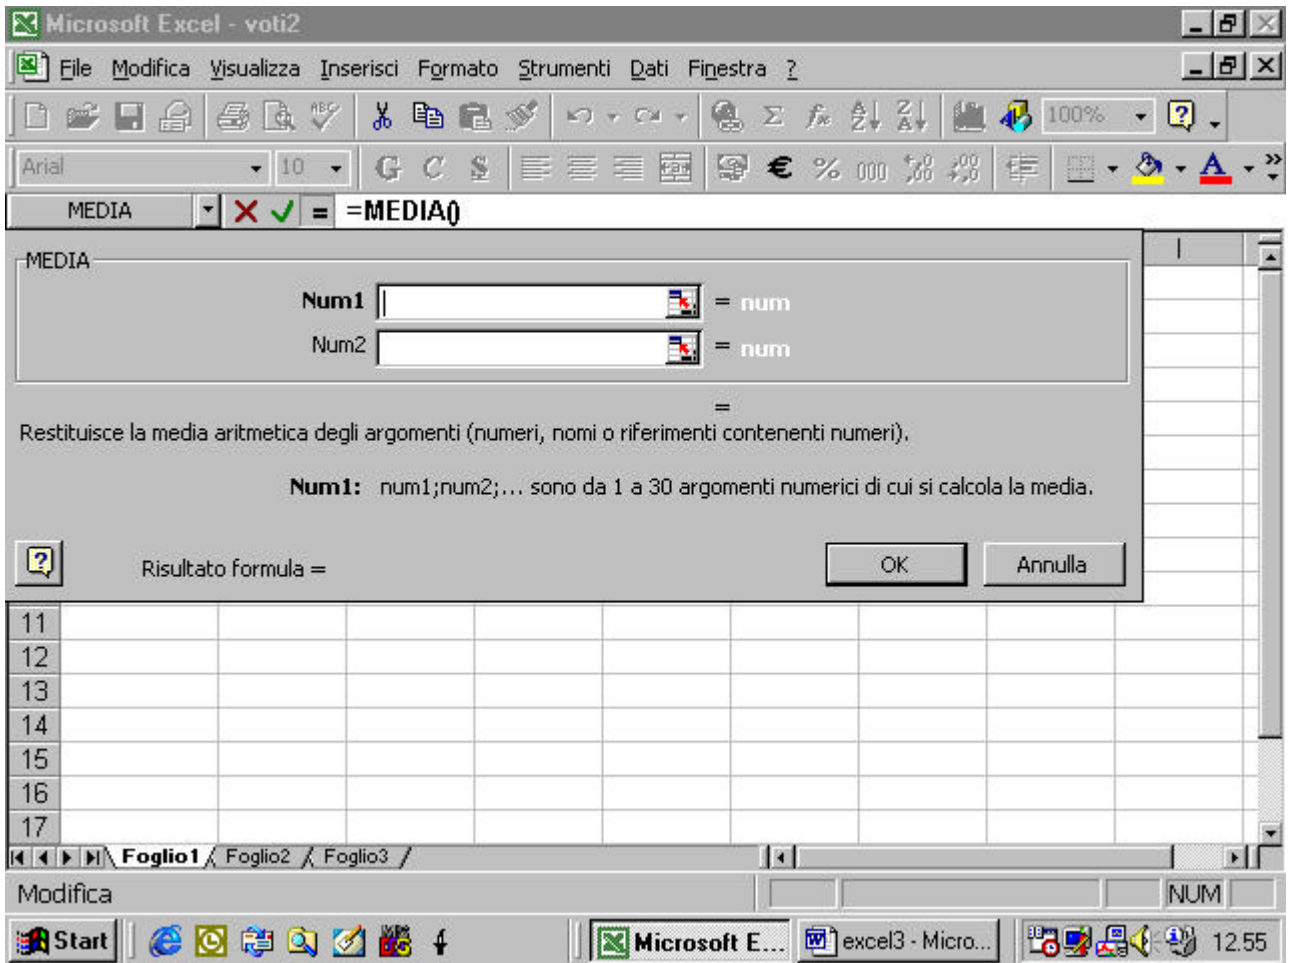 Microsoft Excel - voti2
File Modifica Visualizza Inserisci Formato Strumenti Dati Finestra ?
ABC Σ fx A Z Z A 100% ?
Arial 10 G C S € % 000 A »
MEDIA = =MEDIA()
I
MEDIA
Num1 = num
Num2 = num
=
Restituisce la media aritmetica degli argomenti (numeri, nomi o riferimenti contenenti numeri).
Num1: num1;num2;... sono da 1 a 30 argomenti numerici di cui si calcola la media.
? Risultato formula = OK Annulla
11
12
13
14
15
16
17
Foglio1 Foglio2 Foglio3
Modifica NUM
Start Microsoft E... excel3 - Micro... 12.55